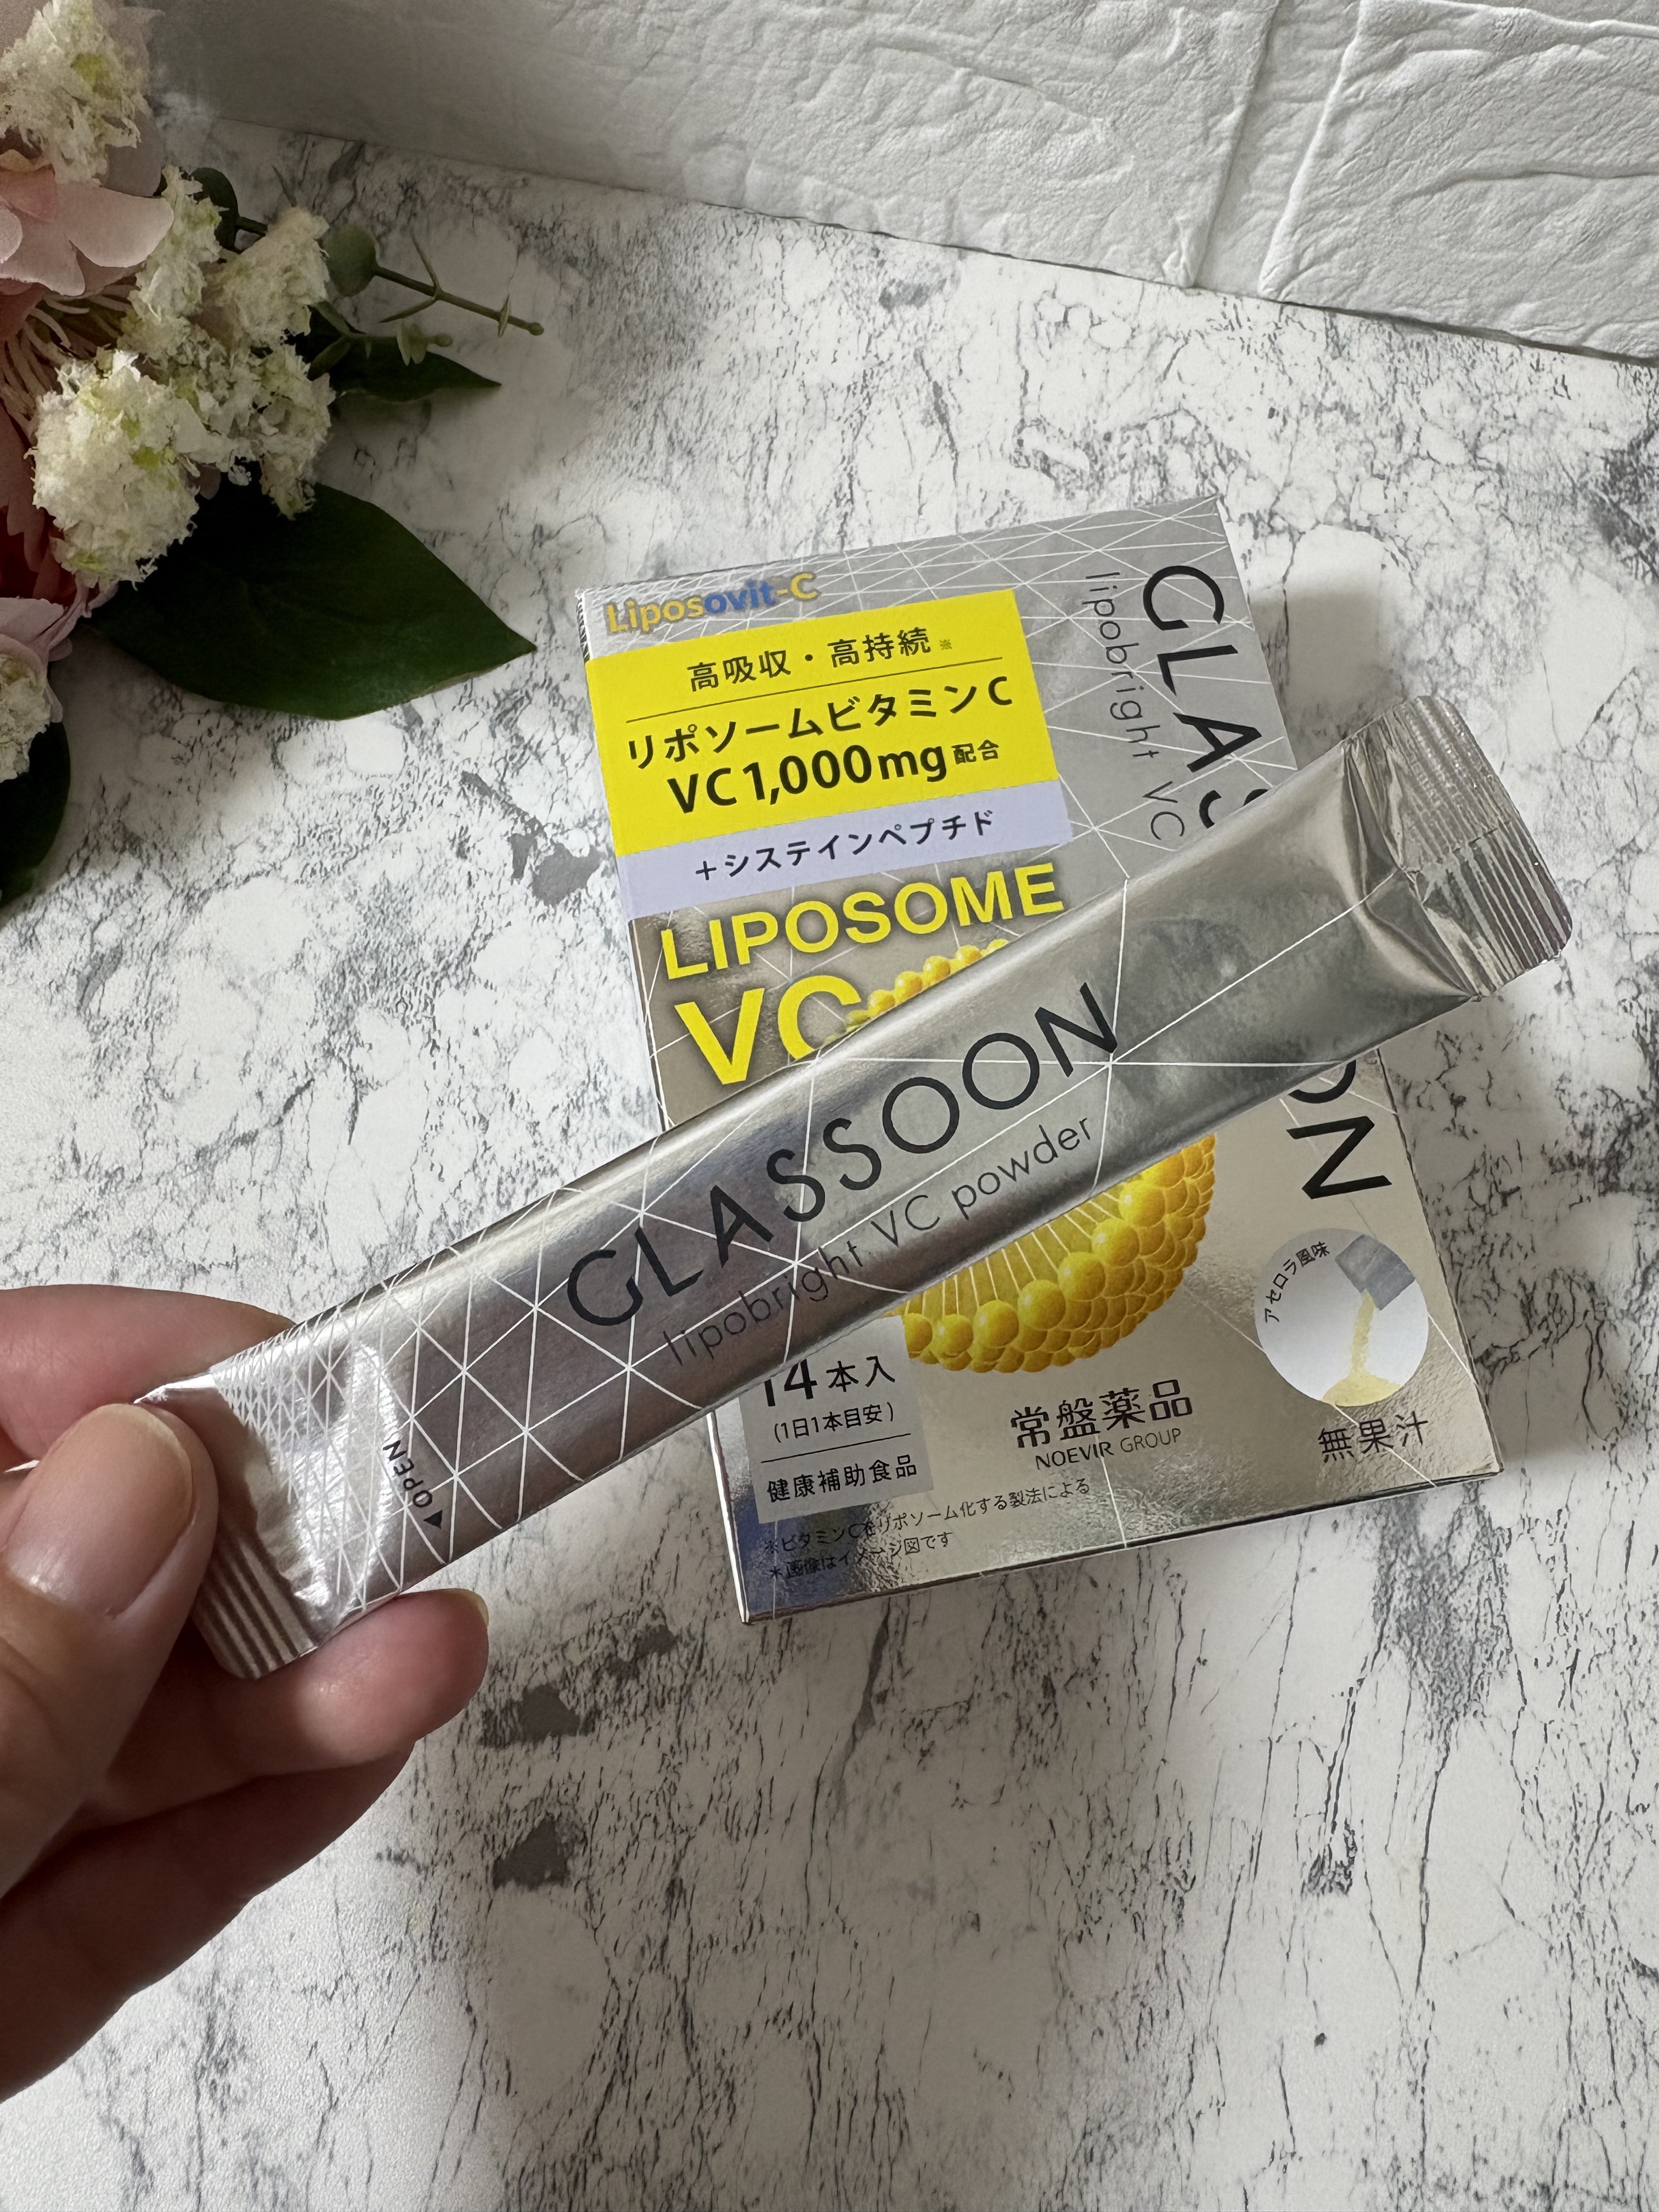 Liposovit-C
高吸収・高持続※
リポソームビタミンC
VC1,000mg配合
+システインペプチド
LIPOSOME
VC
lipobright VC
GLASSOON
lipobright VC powder
◀OPEN
14本入
(1日1本目安)
健康補助食品
常盤薬品
NOEVIR GROUP
アセロラ風味
無果汁
※ビタミンCをリポソーム化する製法による
＊画像はイメージ図です